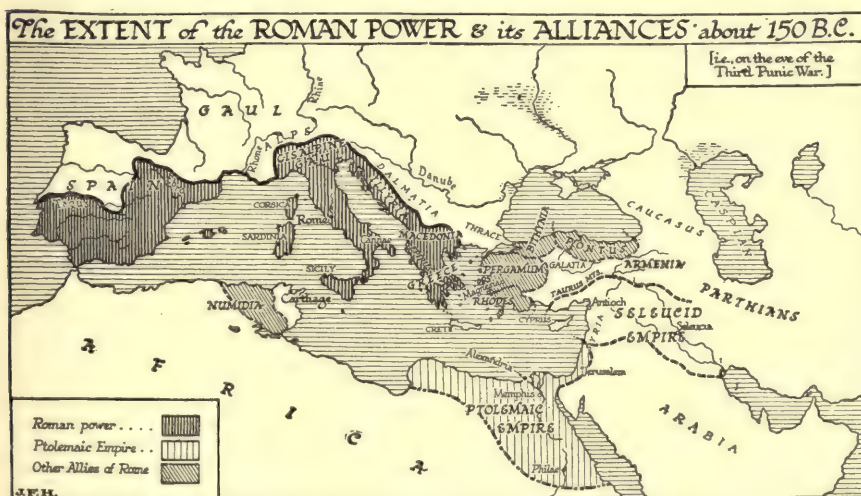 The EXTENT of the ROMAN POWER & its ALLIANCES about 150 B.C.
[i.e., on the eve of the
Third Punic War.]
GAUL
Rhine
Rhone
ALPS
SPAIN
CORSICA
Rome
SARDINIA
Cannae
SICILY
DALMATIA
Danube
THRACE
MACEDONIA
GREECE
BITHYNIA
PONTUS
GALATIA
PERGAMUM
Magnesia
RHODES
CRETE
CYPRUS
CAUCASUS
CASPIAN
ARMENIA
TAURUS MTS.
PARTHIANS
Antioch
SYRIA
SELEUCID
EMPIRE
Seleucia
Jerusalem
NUMIDIA
Carthage
Alexandria
Memphis
PTOLEMAIC
EMPIRE
Philae
ARABIA
AFRICA
Roman power....
Ptolemaic Empire..
Other Allies of Rome
J.F.H.